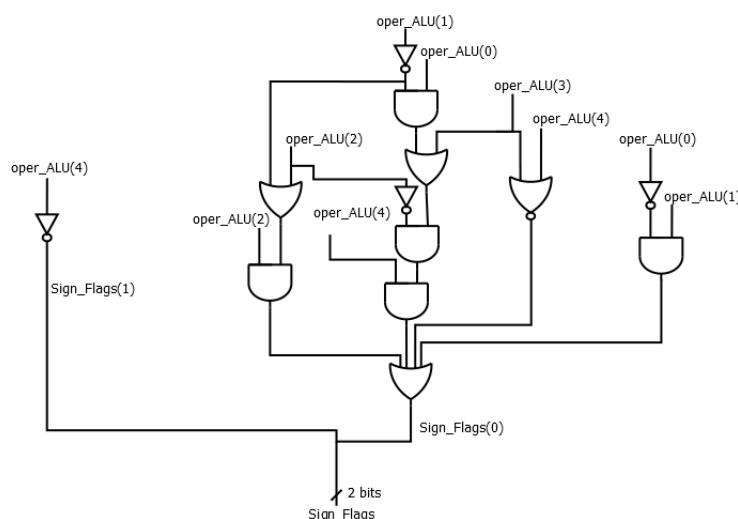 oper_ALU(1)
oper_ALU(0)
oper_ALU(3)
oper_ALU(4)
oper_ALU(2)
oper_ALU(0)
oper_ALU(4)
oper_ALU(1)
oper_ALU(2)
oper_ALU(4)
Sign_Flags(1)
Sign_Flags(0)
2 bits
Sign_Flags